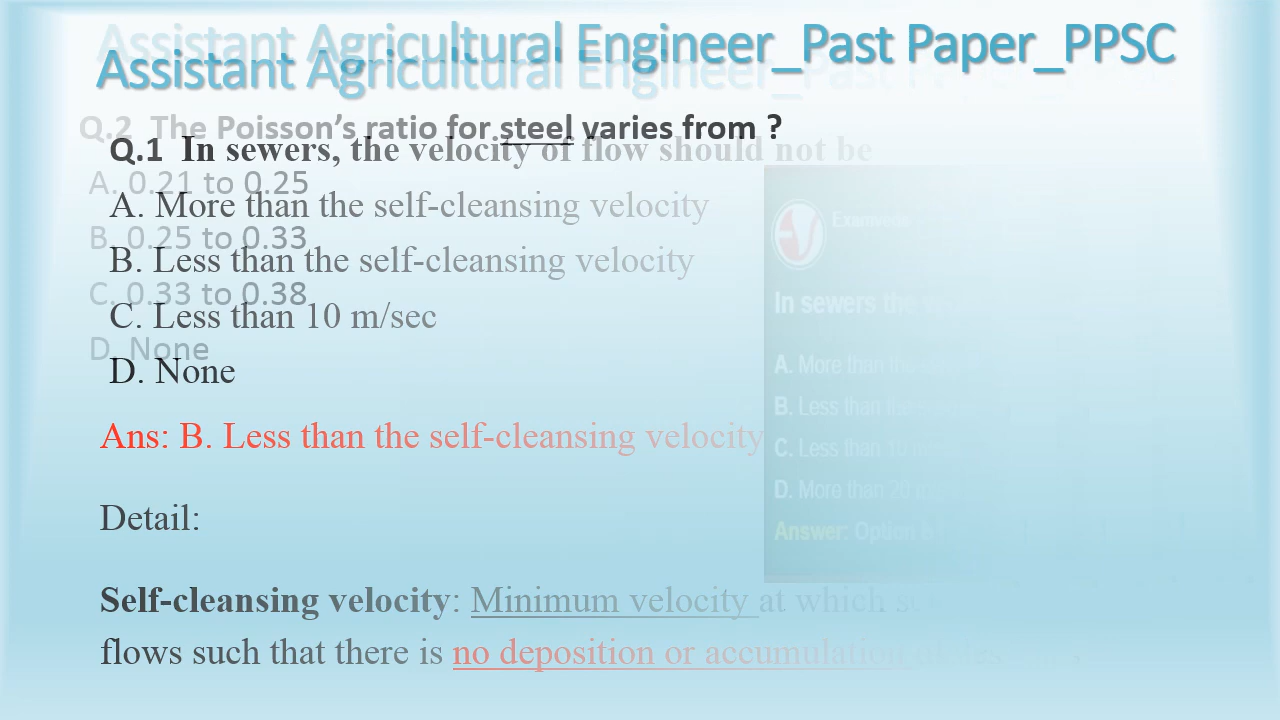 Assistant Agricultural Engineer_Past Paper_PPSC
Assistant Agricultural Engineer_Past Paper_
Q.2 The Poisson's ratio for steel varies from ?
A. 0.21 to 0.25
B. 0.25 to 0.33
C. 0.33 to 0.38
D. None
Q.1 In sewers, the velocity of flow should not be
A. More than the self-cleansing velocity
B. Less than the self-cleansing velocity
C. Less than 10 m/sec
D. None
Ans: B. Less than the self-cleansing velocity
Detail:
Self-cleansing velocity: Minimum velocity at which
flows such that there is no deposition or accumulation
Examveda
In sewers the
A. More than the
B. Less than the
C. Less than 10
D. More than 20
Answer: Option B